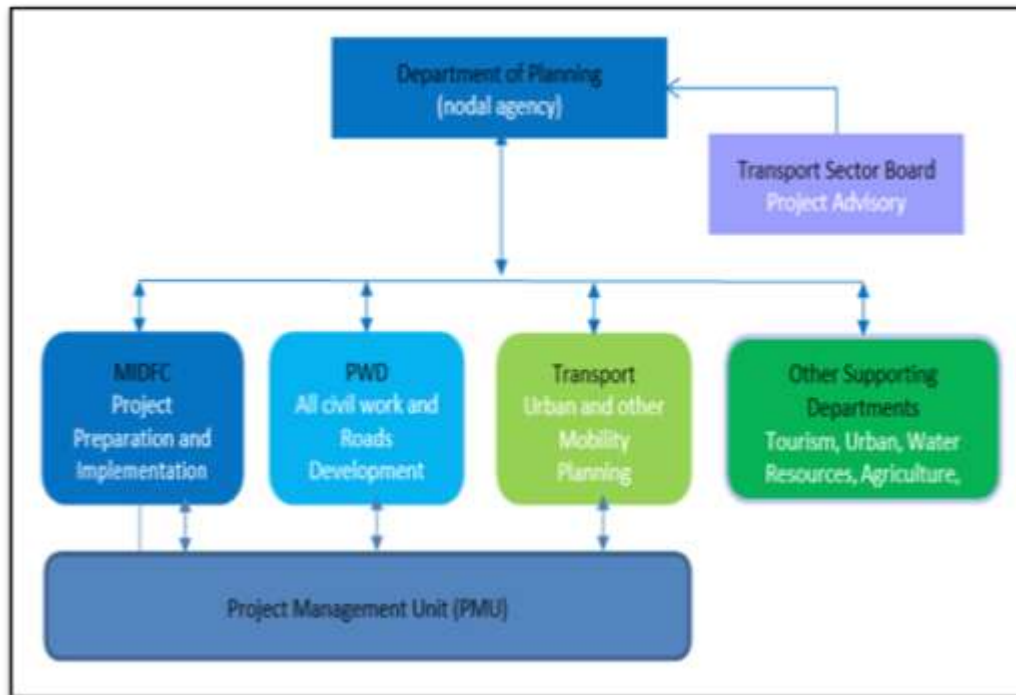 Department of Planning
(nodal agency)
Transport Sector Board
Project Advisory
MIDFC
Project
Preparation and
Implementation
PWD
All civil work and
Roads
Development
Transport
Urban and other
Mobility
Planning
Other Supporting
Departments
Tourism, Urban, Water
Resources, Agriculture,
Project Management Unit (PMU)